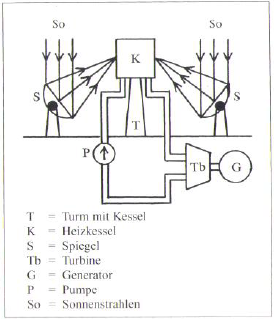 So So
K
S S
T
P
Tb G
T = Turm mit Kessel
K = Heizkessel
S = Spiegel
Tb = Turbine
G = Generator
P = Pumpe
So = Sonnenstrahlen